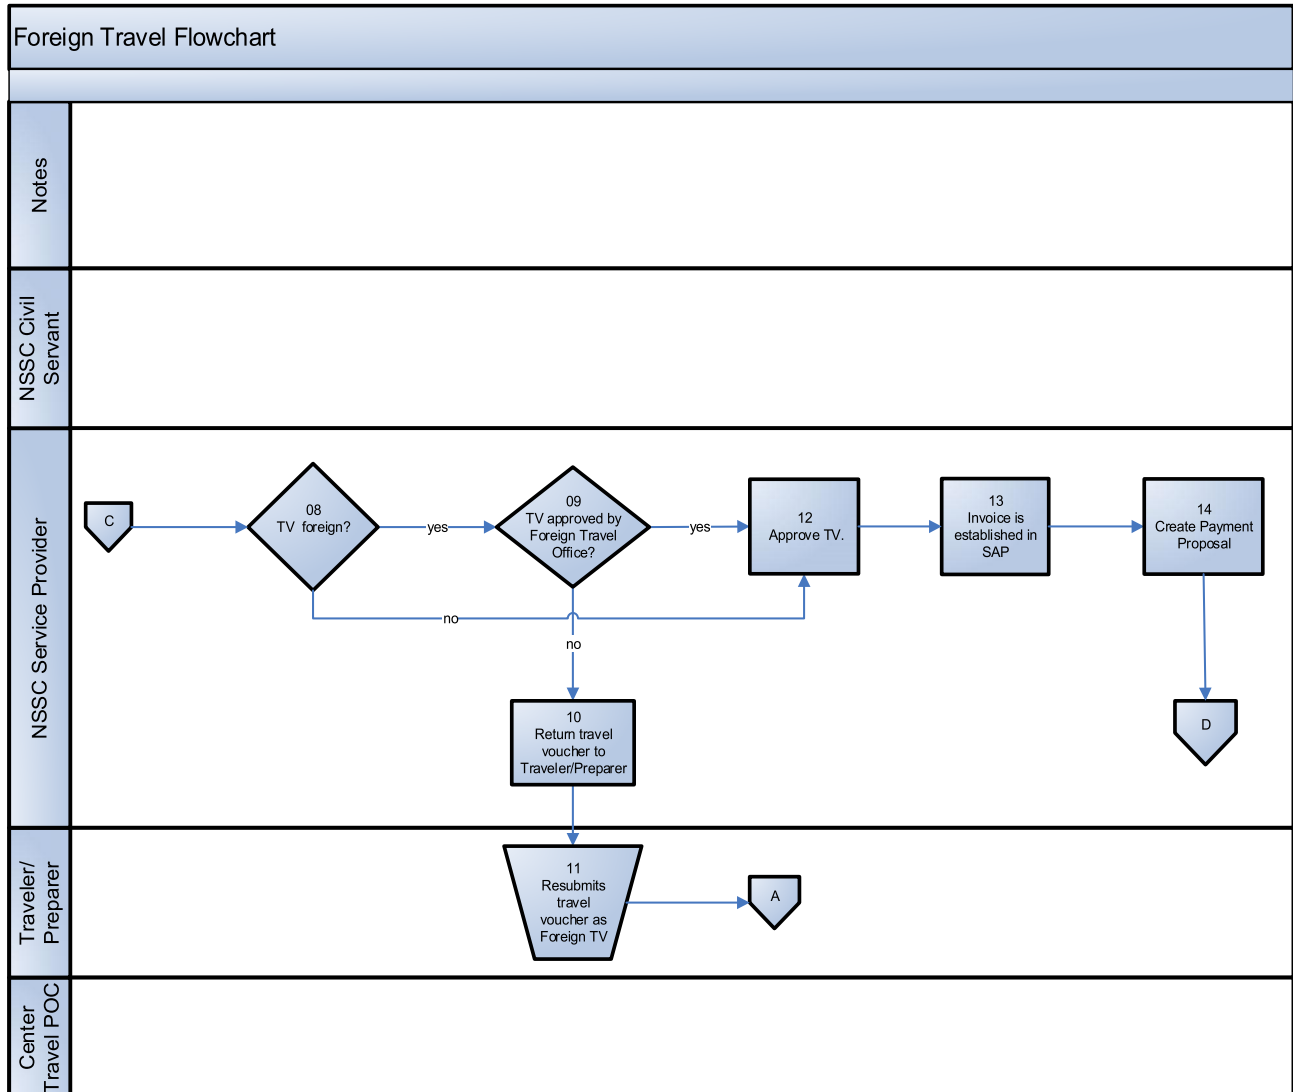 Foreign Travel Flowchart
Notes
NSSC Civil
Servant
NSSC Service Provider
C
08
TV foreign?
yes
09
TV approved by
Foreign Travel
Office?
yes
12
Approve TV.
13
Invoice is
established in
SAP
14
Create Payment
Proposal
no
no
10
Return travel
voucher to
Traveler/Preparer
D
Traveler/
Preparer
11
Resubmits
travel
voucher as
Foreign TV
A
Center
Travel POC